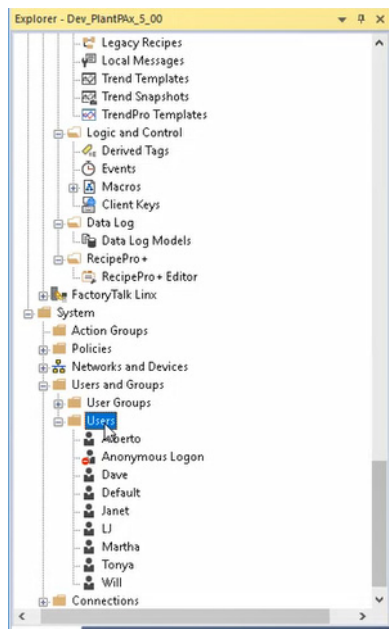 Explorer - Dev_PlantPAx_5_00
Legacy Recipes
Local Messages
Trend Templates
Trend Snapshots
TrendPro Templates
Logic and Control
Derived Tags
Events
Macros
Client Keys
Data Log
Data Log Models
RecipePro+
RecipePro+ Editor
FactoryTalk Linx
System
Action Groups
Policies
Networks and Devices
Users and Groups
User Groups
Users
Alberto
Anonymous Logon
Dave
Default
Janet
LJ
Martha
Tonya
Will
Connections